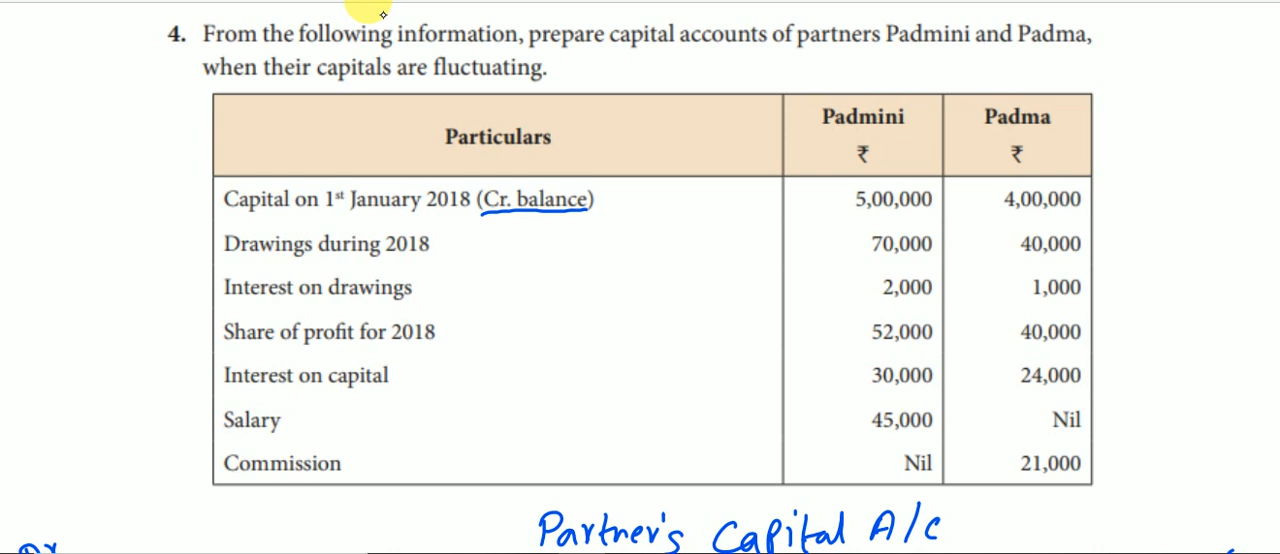 4. From the following information, prepare capital accounts of partners Padmini and Padma,
when their capitals are fluctuating.
Particulars Padmini ₹ Padma ₹
Capital on 1st January 2018 (Cr. balance) 5,00,000 4,00,000
Drawings during 2018 70,000 40,000
Interest on drawings 2,000 1,000
Share of profit for 2018 52,000 40,000
Interest on capital 30,000 24,000
Salary 45,000 Nil
Commission Nil 21,000
Partner's Capital A/C